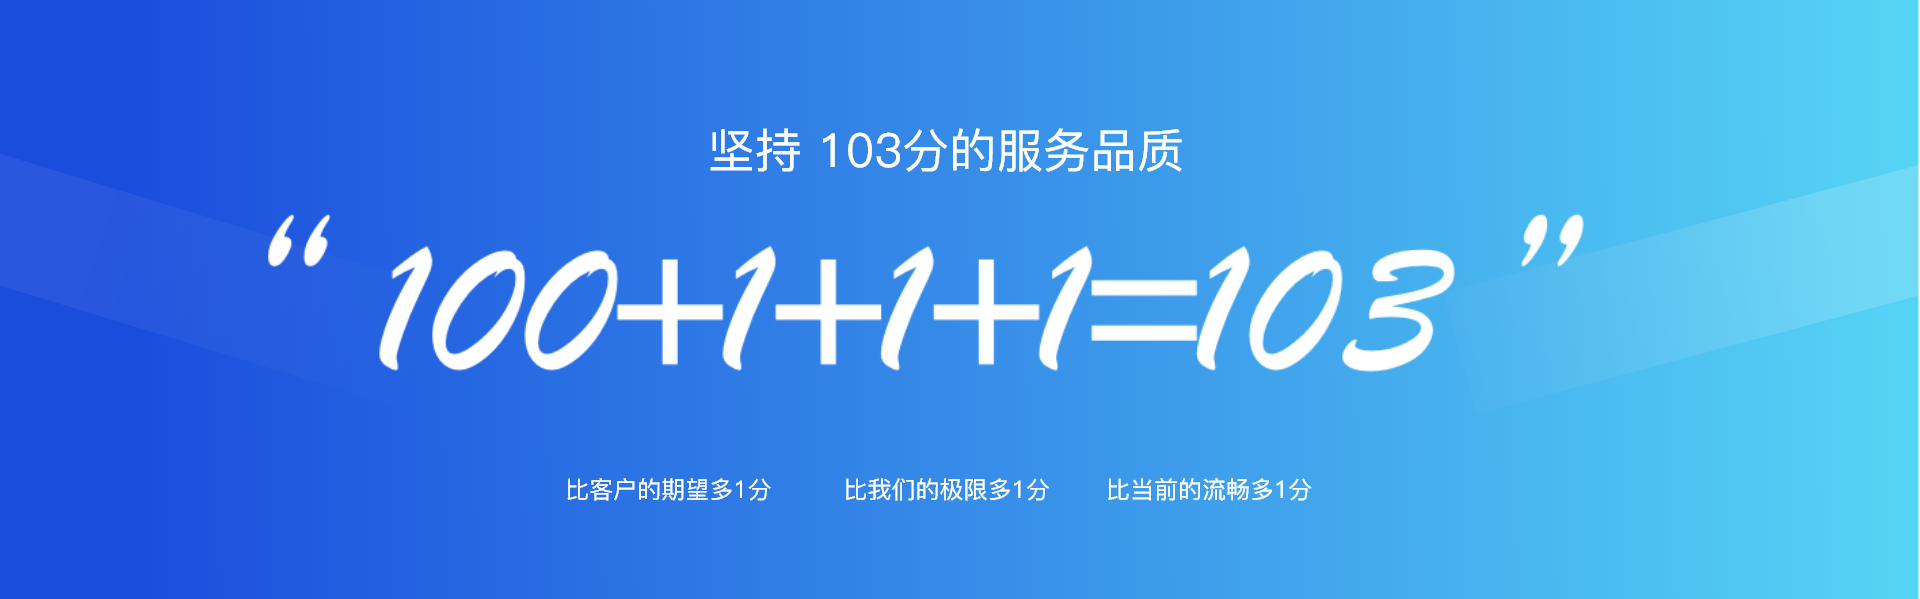 坚持 103分的服务品质
“100+1+1+1=103”
比客户的期望多1分 比我们的极限多1分 比当前的流畅多1分